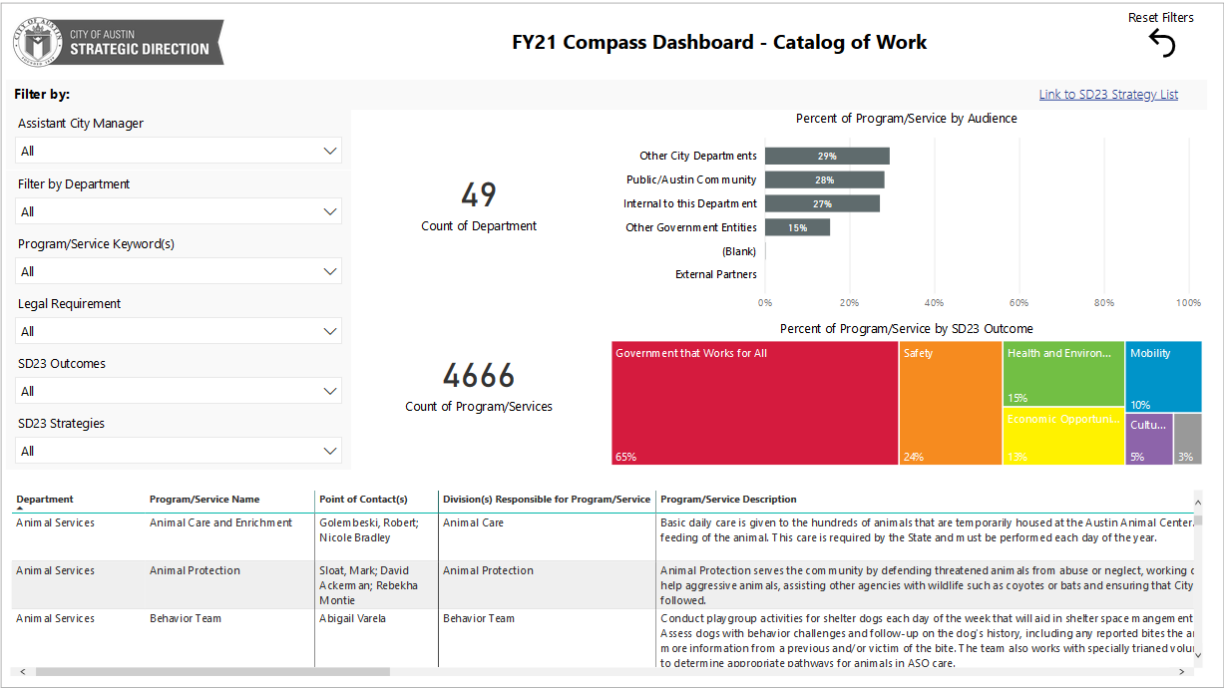 CITY OF AUSTIN
CITY OF AUSTIN
STRATEGIC DIRECTION
FY21 Compass Dashboard - Catalog of Work
Reset Filters
Filter by:
Link to SD23 Strategy List
Assistant City Manager
All
Filter by Department
All
Program/Service Keyword(s)
All
Legal Requirement
All
SD23 Outcomes
All
SD23 Strategies
All
49
Count of Department
4666
Count of Program/Services
Percent of Program/Service by Audience
Other City Departments 29%
Public/Austin Community 28%
Internal to this Department 27%
Other Government Entities 15%
(Blank)
External Partners
0% 20% 40% 60% 80% 100%
Percent of Program/Service by SD23 Outcome
Government that Works for All
65%
Safety
24%
Health and Environ...
15%
Economic Opportuni...
13%
Mobility
10%
Cultu...
5%
3%
Department Program/Service Name Point of Contact(s) Division(s) Responsible for Program/Service Program/Service Description
Animal Services Animal Care and Enrichment Golembeski, Robert; Animal Care Basic daily care is given to the hundreds of animals that are temporarily housed at the Austin Animal Center.
Nicole Bradley feeding of the animal. This care is required by the State and must be performed each day of the year.
Animal Services Animal Protection Sloat, Mark; David Animal Protection Animal Protection serves the community by defending threatened animals from abuse or neglect, working
Ackerman; Rebekha help aggressive animals, assisting other agencies with wildlife such as coyotes or bats and ensuring that City
Montie followed.
Animal Services Behavior Team Abigail Varela Behavior Team Conduct playgroup activities for shelter dogs each day of the week that will aid in shelter space mangement
Assess dogs with behavior challenges and follow-up on the dog's history, including any reported bites the
more information from a previous and/or victim of the bite. The team also works with specially trianed
to determine appropriate pathways for animals in ASO care.